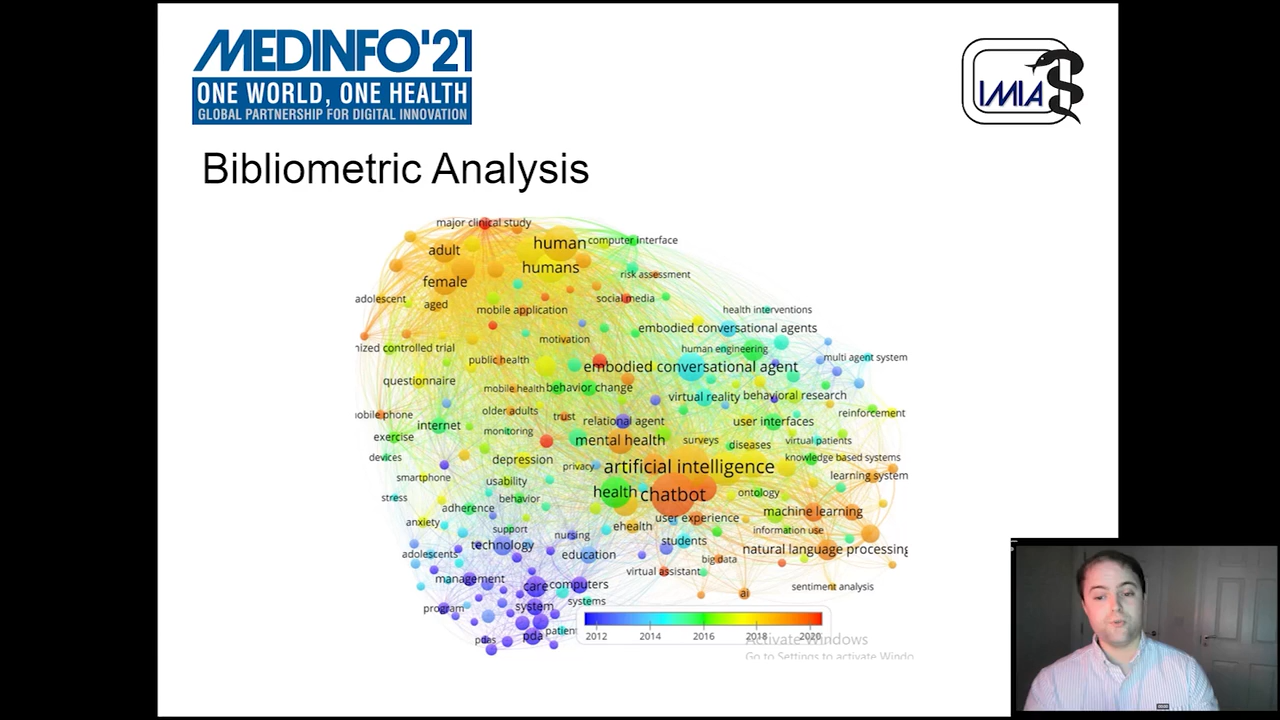 MEDINFO'21
ONE WORLD, ONE HEALTH
GLOBAL PARTNERSHIP FOR DIGITAL INNOVATION
IMIA
Bibliometric Analysis
major clinical study
human
computer interface
adult
humans
risk assessment
female
adolescent
aged
social media
mobile application
health interventions
embodied conversational agents
motivation
nized controlled trial
human engineering
multi agent system
public health
embodied conversational agent
questionnaire
mobile health
behavior change
virtual reality
behavioral research
obile phone
older adults
trust
relational agent
user interfaces
reinforcement
internet
exercise
monitoring
mental health
surveys
diseases
virtual patients
devices
depression
privacy
artificial intelligence
knowledge based systems
smartphone
usability
learning system
stress
behavior
health
chatbot
ontology
adherence
machine learning
anxiety
support
ehealth
user experience
information use
technology
nursing
students
adolescents
education
big data
natural language processing
virtual assistant
management
care
computers
sentiment analysis
program
system
systems
ai
pdas
pda
patien
2012 2014 2016 2018 2020
Activate Windows
Go to Settings to activate Windo